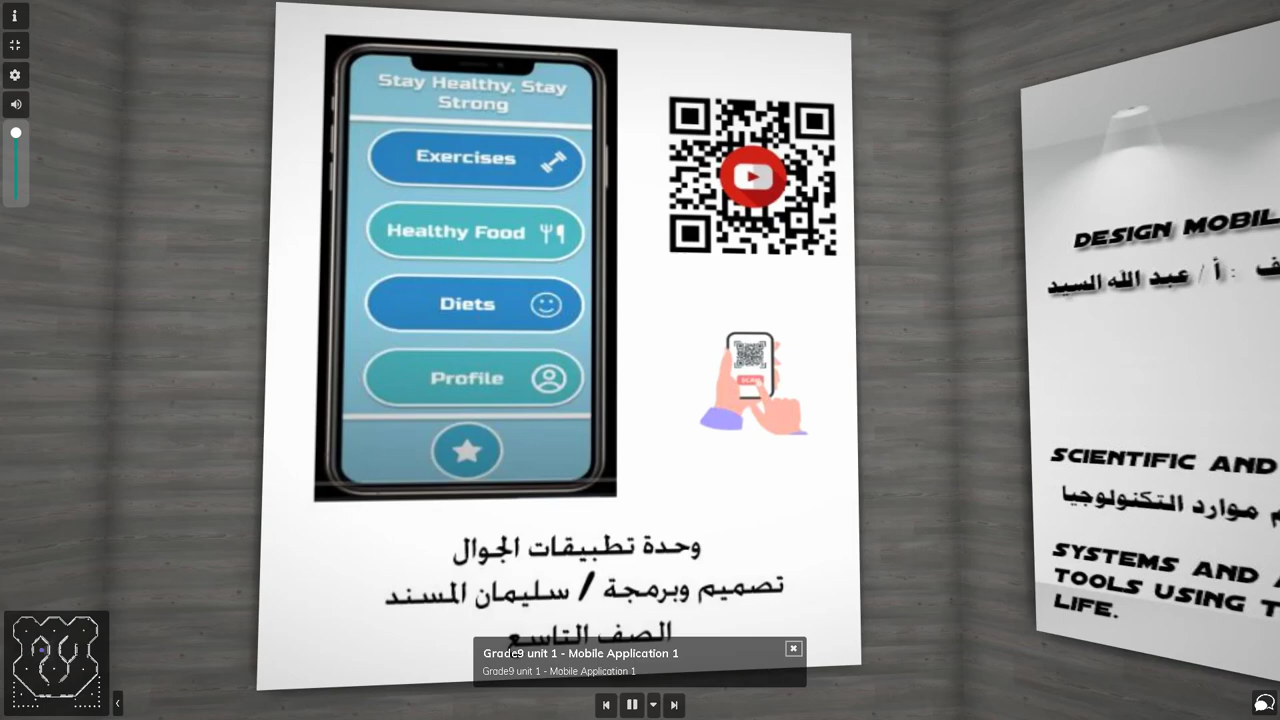 Stay Healthy, Stay
Strong
Exercises
Healthy Food
Diets
Profile
وحدة تطبيقات الجوال
تصميم وبرمجة / سليمان المسند
الصف التاسع
DESIGN MOBIL
: أ / عبد الله السيد
SCIENTIFIC AND
موارد التكنولوجيا
SYSTEMS AND
TOOLS USING T
LIFE.
Grade9 unit 1 - Mobile Application 1
Grade9 unit 1 - Mobile Application 1